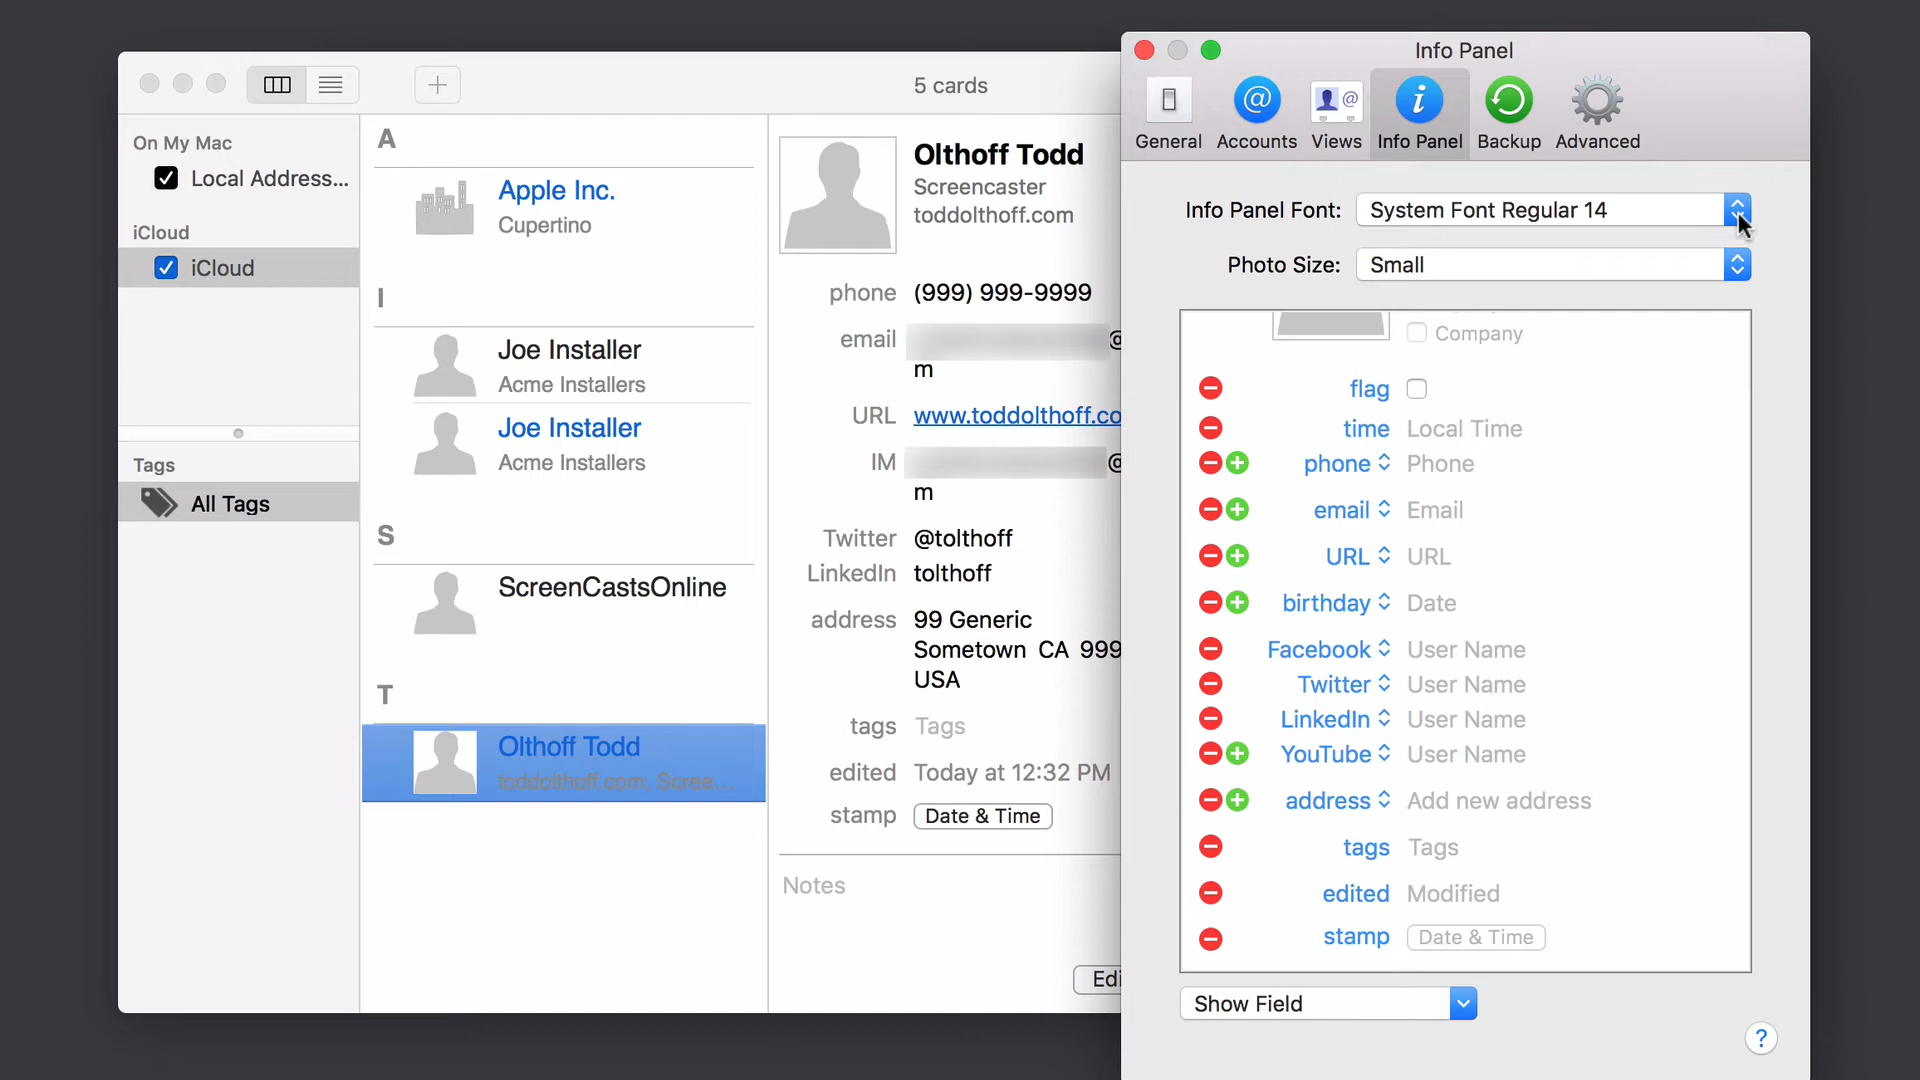 5 cards
On My Mac
Local Address...
iCloud
iCloud
Tags
All Tags
A
Apple Inc.
Cupertino
I
Joe Installer
Acme Installers
Joe Installer
Acme Installers
S
ScreenCastsOnline
T
Olthoff Todd
toddolthoff.com, Scree...
Olthoff Todd
Screencaster
toddolthoff.com
phone (999) 999-9999
email @
m
URL www.toddolthoff.co
IM @
m
Twitter @tolthoff
LinkedIn tolthoff
address 99 Generic
Sometown CA 999
USA
tags Tags
edited Today at 12:32 PM
stamp Date & Time
Notes
Edi
Info Panel
General Accounts Views Info Panel Backup Advanced
Info Panel Font: System Font Regular 14
Photo Size: Small
Company
flag
time Local Time
phone Phone
email Email
URL URL
birthday Date
Facebook User Name
Twitter User Name
LinkedIn User Name
YouTube User Name
address Add new address
tags Tags
edited Modified
stamp Date & Time
Show Field
?